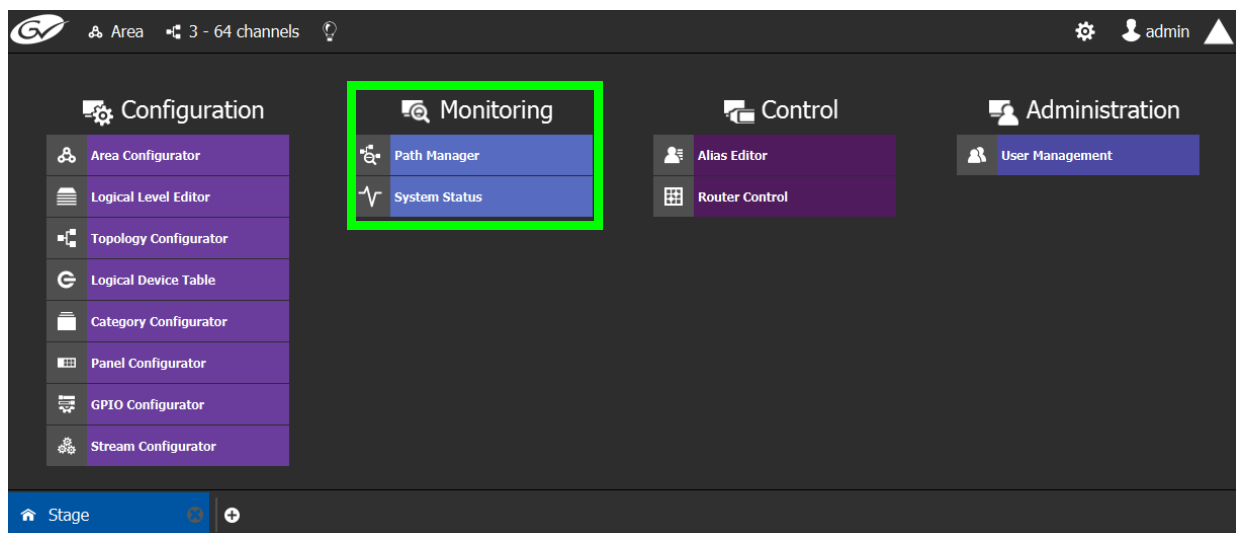 GV Area 3 - 64 channels admin
Configuration
Area Configurator
Logical Level Editor
Topology Configurator
Logical Device Table
Category Configurator
Panel Configurator
GPIO Configurator
Stream Configurator
Monitoring
Path Manager
System Status
Control
Alias Editor
Router Control
Administration
User Management
Stage